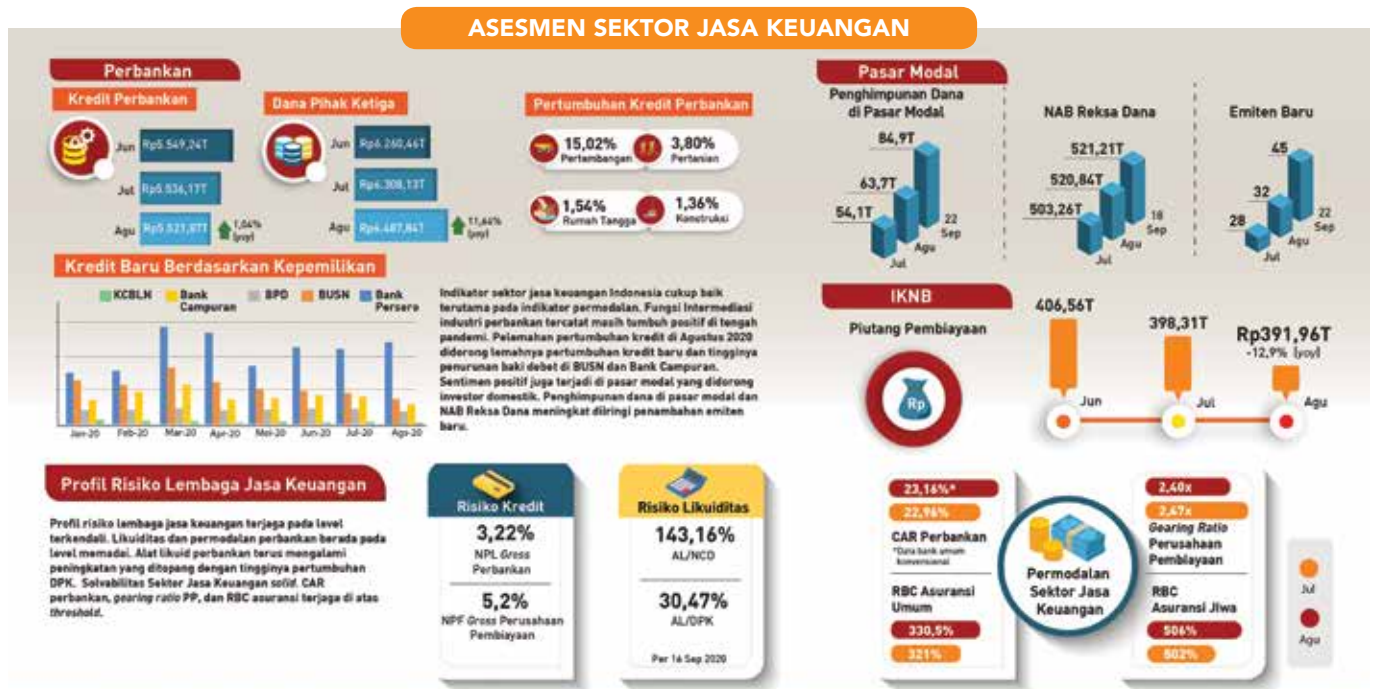 ASESMEN SEKTOR JASA KEUANGAN
Perbankan
Kredit Perbankan
Jun Rp5.549,24T
Jul Rp5.536,17T
Agu Rp5.521,87T
1,04%
(yoy)
Dana Pihak Ketiga
Jun Rp6.260,46T
Jul Rp6.308,13T
Agu Rp6.487,84T
11,64%
(yoy)
Pertumbuhan Kredit Perbankan
15,02%
Pertambangan
3,80%
Pertanian
1,54%
Rumah Tangga
1,36%
Konstruksi
Kredit Baru Berdasarkan Kepemilikan
KCBLN
Bank
Campuran
BPD
BUSN
Bank
Persero
Jan-20 Feb-20 Mar-20 Apr-20 Mei-20 Jun-20 Jul-20 Ags-20
Indikator sektor jasa keuangan Indonesia cukup baik
terutama pada indikator permodalan. Fungsi Intermediasi
industri perbankan tercatat masih tumbuh positif di tengah
pandemi. Pelemahan pertumbuhan kredit di Agustus 2020
didorong lemahnya pertumbuhan kredit baru dan tingginya
penurunan baki debet di BUSN dan Bank Campuran.
Sentimen positif juga terjadi di pasar modal yang didorong
investor domestik. Penghimpunan dana di pasar modal dan
NAB Reksa Dana meningkat diiringi penambahan emiten
baru.
Pasar Modal
Penghimpunan Dana
di Pasar Modal
84,9T
63,7T
54,1T
Jul
Agu
22
Sep
NAB Reksa Dana
521,21T
520,84T
503,26T
Jul
Agu
18
Sep
Emiten Baru
45
32
28
Jul
Agu
22
Sep
IKNB
Piutang Pembiayaan
Rp
406,56T
Jun
398,31T
Jul
Rp391,96T
-12,9% (yoy)
Agu
Profil Risiko Lembaga Jasa Keuangan
Profil risiko lembaga jasa keuangan terjaga pada level
terkendali. Likuiditas dan permodalan perbankan berada pada
level memadai. Alat likuid perbankan terus mengalami
peningkatan yang ditopang dengan tingginya pertumbuhan
DPK. Solvabilitas Sektor Jasa Keuangan solid. CAR
perbankan, gearing ratio PP, dan RBC asuransi terjaga di atas
threshold.
Risiko Kredit
3,22%
NPL Gross
Perbankan
5,2%
NPF Gross Perusahaan
Pembiayaan
Risiko Likuiditas
143,16%
AL/NCD
30,47%
AL/DPK
Per 16 Sep 2020
23,16%*
22,96%
CAR Perbankan
*Data bank umum
konvensional
RBC Asuransi
Umum
330,5%
321%
Permodalan
Sektor Jasa
Keuangan
2,40x
2,47x
Gearing Ratio
Perusahaan
Pembiayaan
RBC
Asuransi Jiwa
506%
502%
Jul
Agu